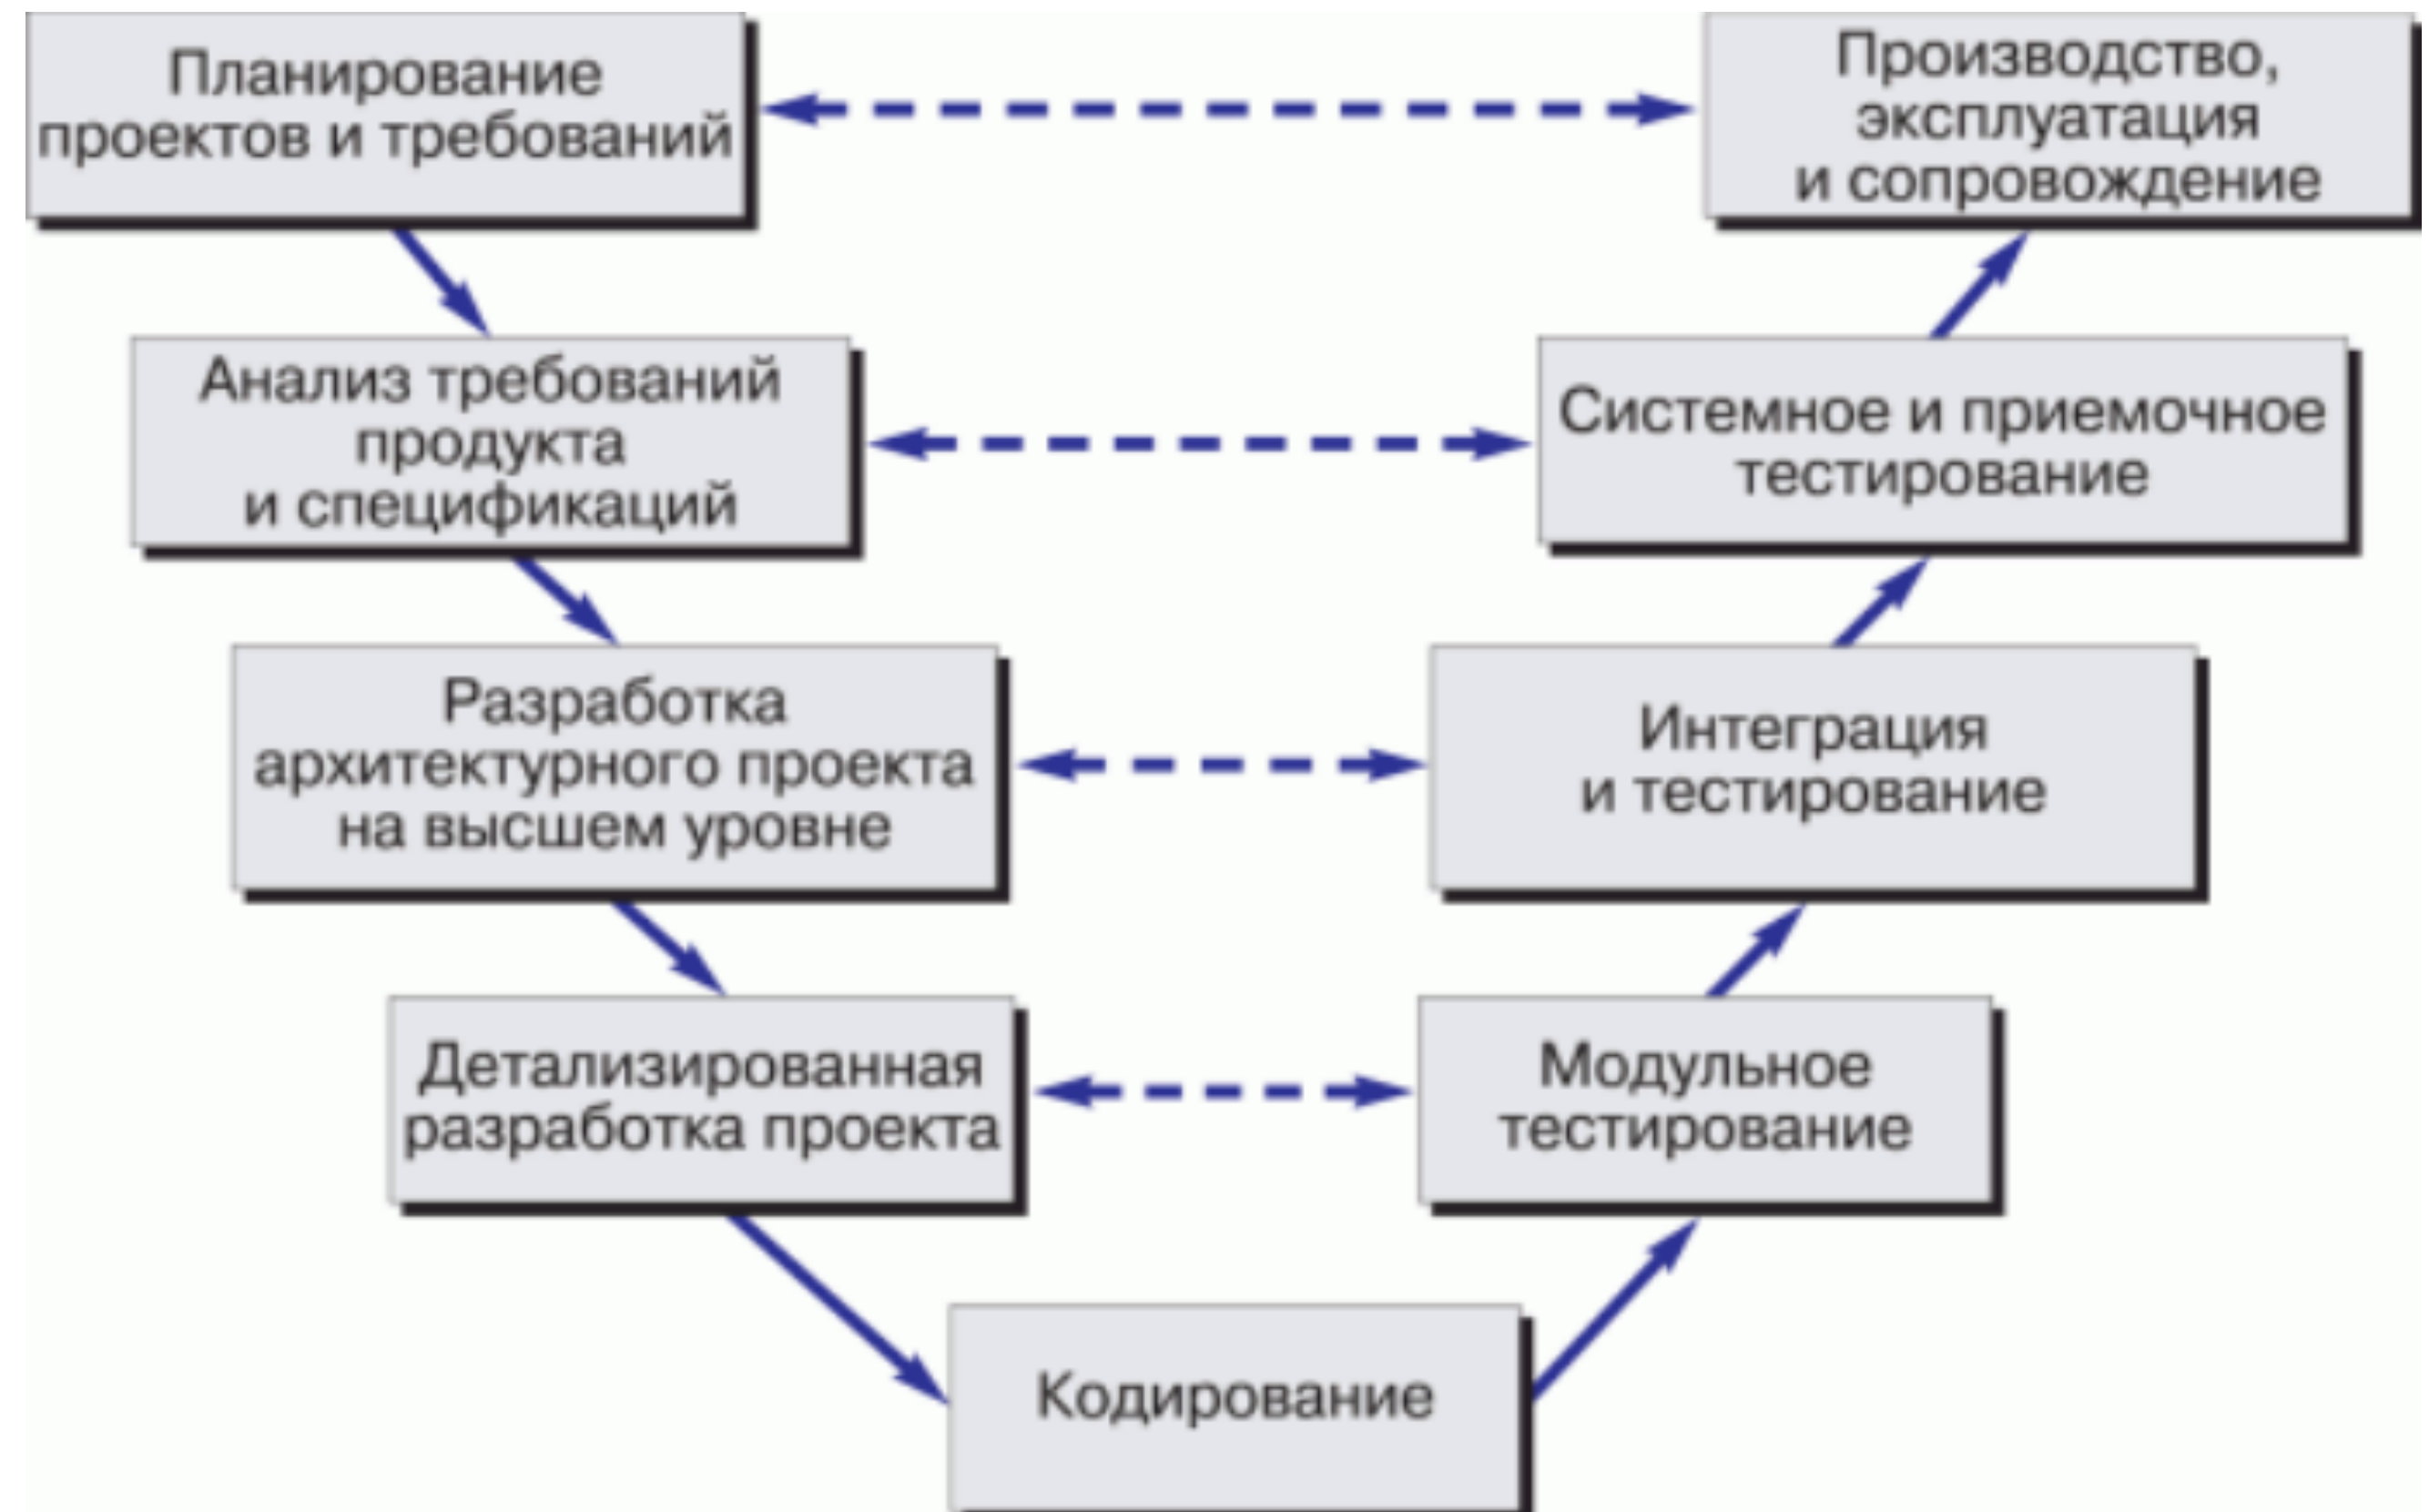 Планирование
проектов и требований
Производство,
эксплуатация
и сопровождение
Анализ требований
продукта
и спецификаций
Системное и приемочное
тестирование
Разработка
архитектурного проекта
на высшем уровне
Интеграция
и тестирование
Детализированная
разработка проекта
Модульное
тестирование
Кодирование